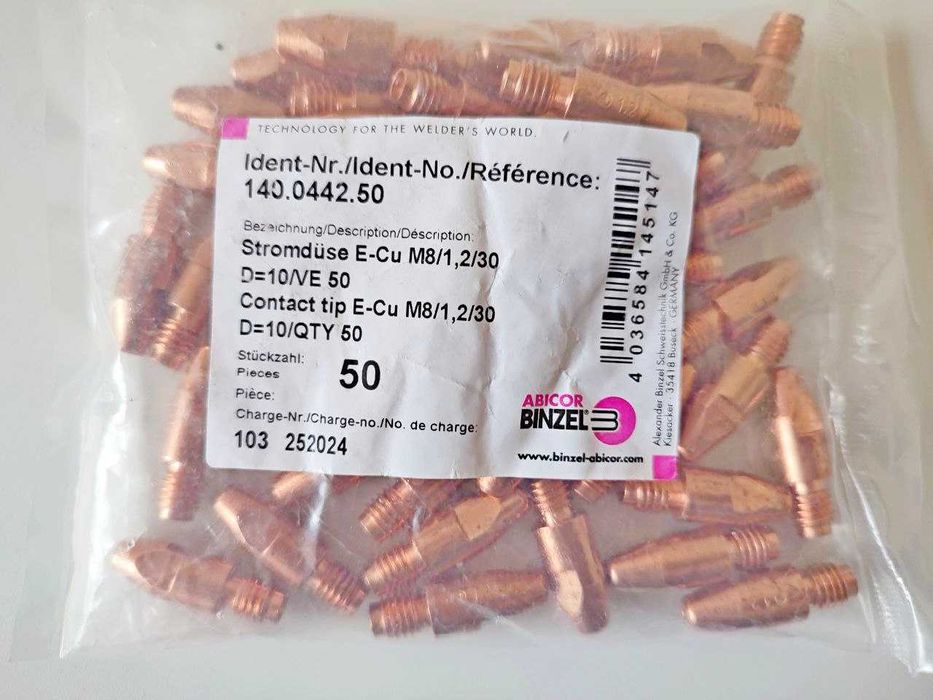 TECHNOLOGY FOR THE WELDER'S WORLD.
Ident-Nr./Ident-No./Référence:
140.0442.50
Bezeichnung/Description/Déscription:
Stromdüse E-Cu M8/1,2/30
D=10/VE 50
Contact tip E-Cu M8/1,2/30
D=10/QTY 50
Stückzahl:
Pieces
Pièce:
50
Charge-Nr./Charge-no./No. de charge:
103 252024
ABICOR
BINZEL®
www.binzel-abicor.com
4 036584 145147
Alexander Binzel Schweisstechnik GmbH & Co. KG
Kiesacker · 35418 Buseck · GERMANY